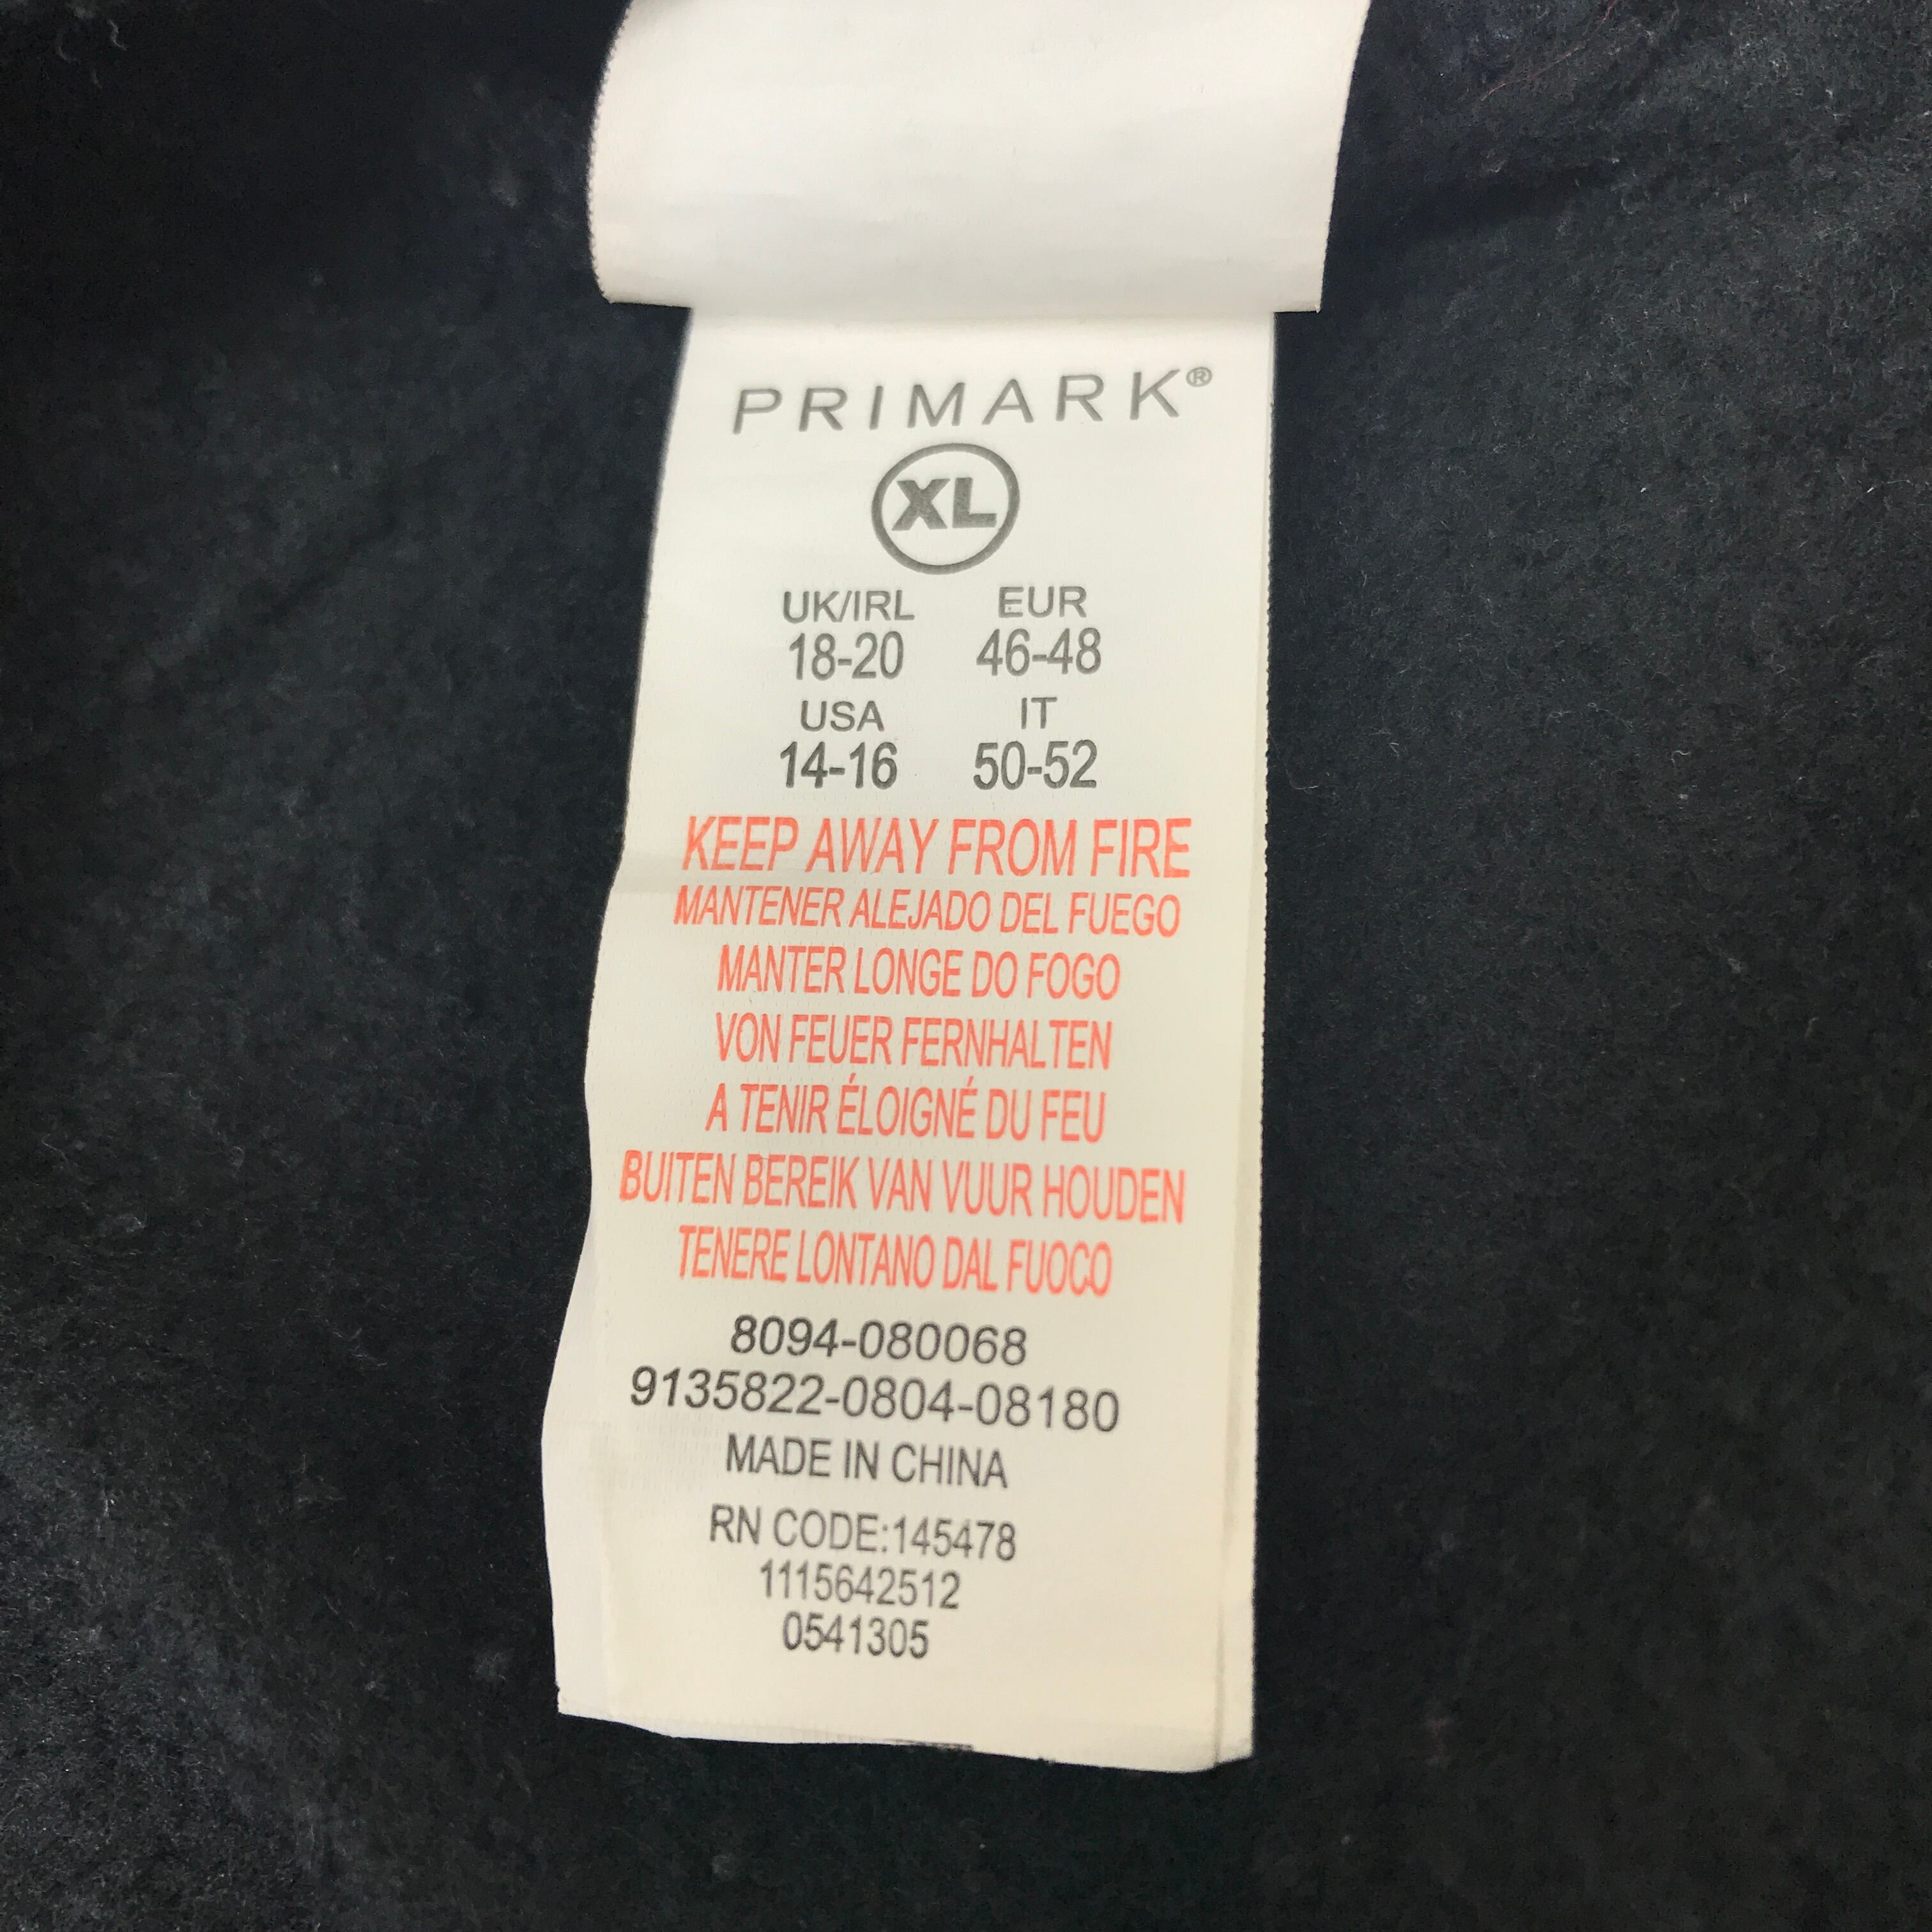 PRIMARK®
XL
UK/IRL EUR
18-20 46-48
USA IT
14-16 50-52
KEEP AWAY FROM FIRE
MANTENER ALEJADO DEL FUEGO
MANTER LONGE DO FOGO
VON FEUER FERNHALTEN
A TENIR ÉLOIGNÉ DU FEU
BUITEN BEREIK VAN VUUR HOUDEN
TENERE LONTANO DAL FUOCO
8094-080068
9135822-0804-08180
MADE IN CHINA
RN CODE:145478
1115642512
0541305